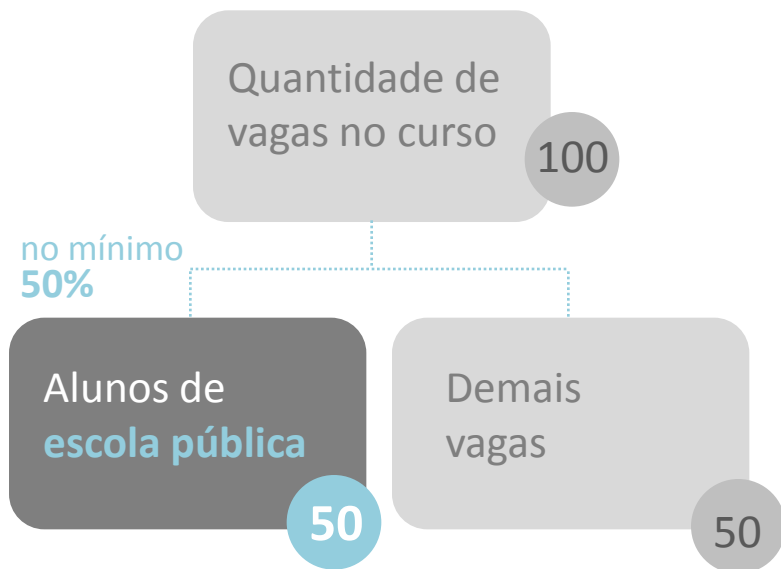 Quantidade de
vagas no curso
100
no mínimo
50%
Alunos de
escola pública
50
Demais
vagas
50